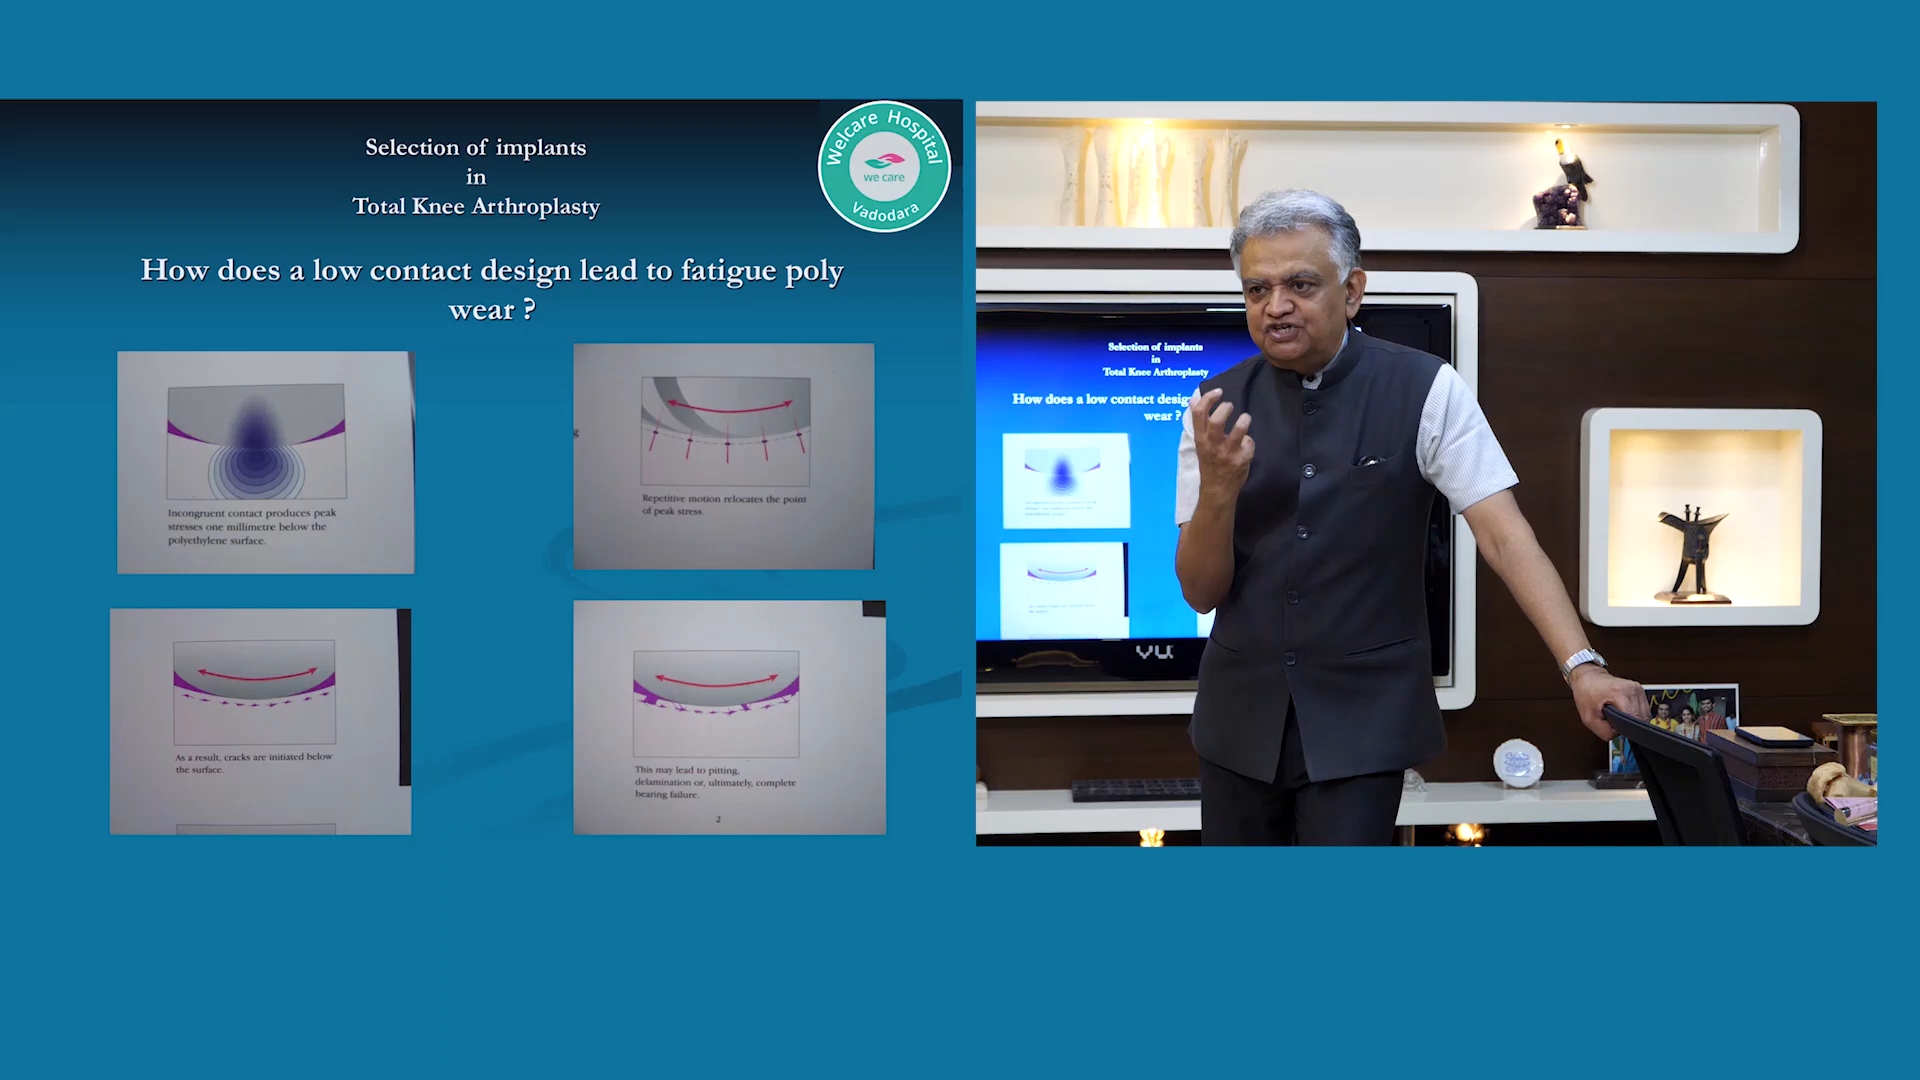 Selection of implants
in
Total Knee Arthroplasty
Welcare Hospital
we care
Vadodara
How does a low contact design lead to fatigue poly
wear ?
Incongruent contact produces peak
stresses one millimetre below the
polyethylene surface.
g
Repetitive motion relocates the point
of peak stress.
As a result, cracks are initiated below
the surface.
This may lead to pitting,
delamination or, ultimately, complete
bearing failure.
2
Selection of implants
in
Total Knee Arthroplasty
How does a low contact desig
wear ?
VU